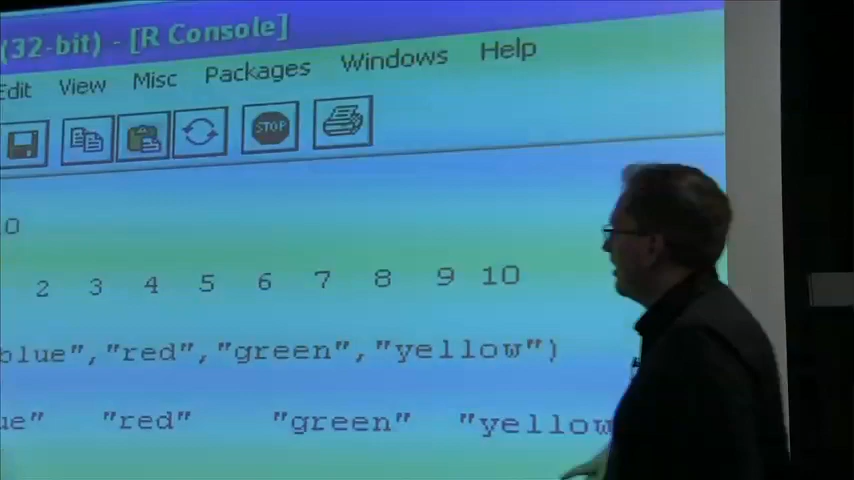 (32-bit) - [R Console]
Edit View Misc Packages Windows Help
STOP
0
2 3 4 5 6 7 8 9 10
blue","red","green","yellow")
ue" "red" "green" "yellow